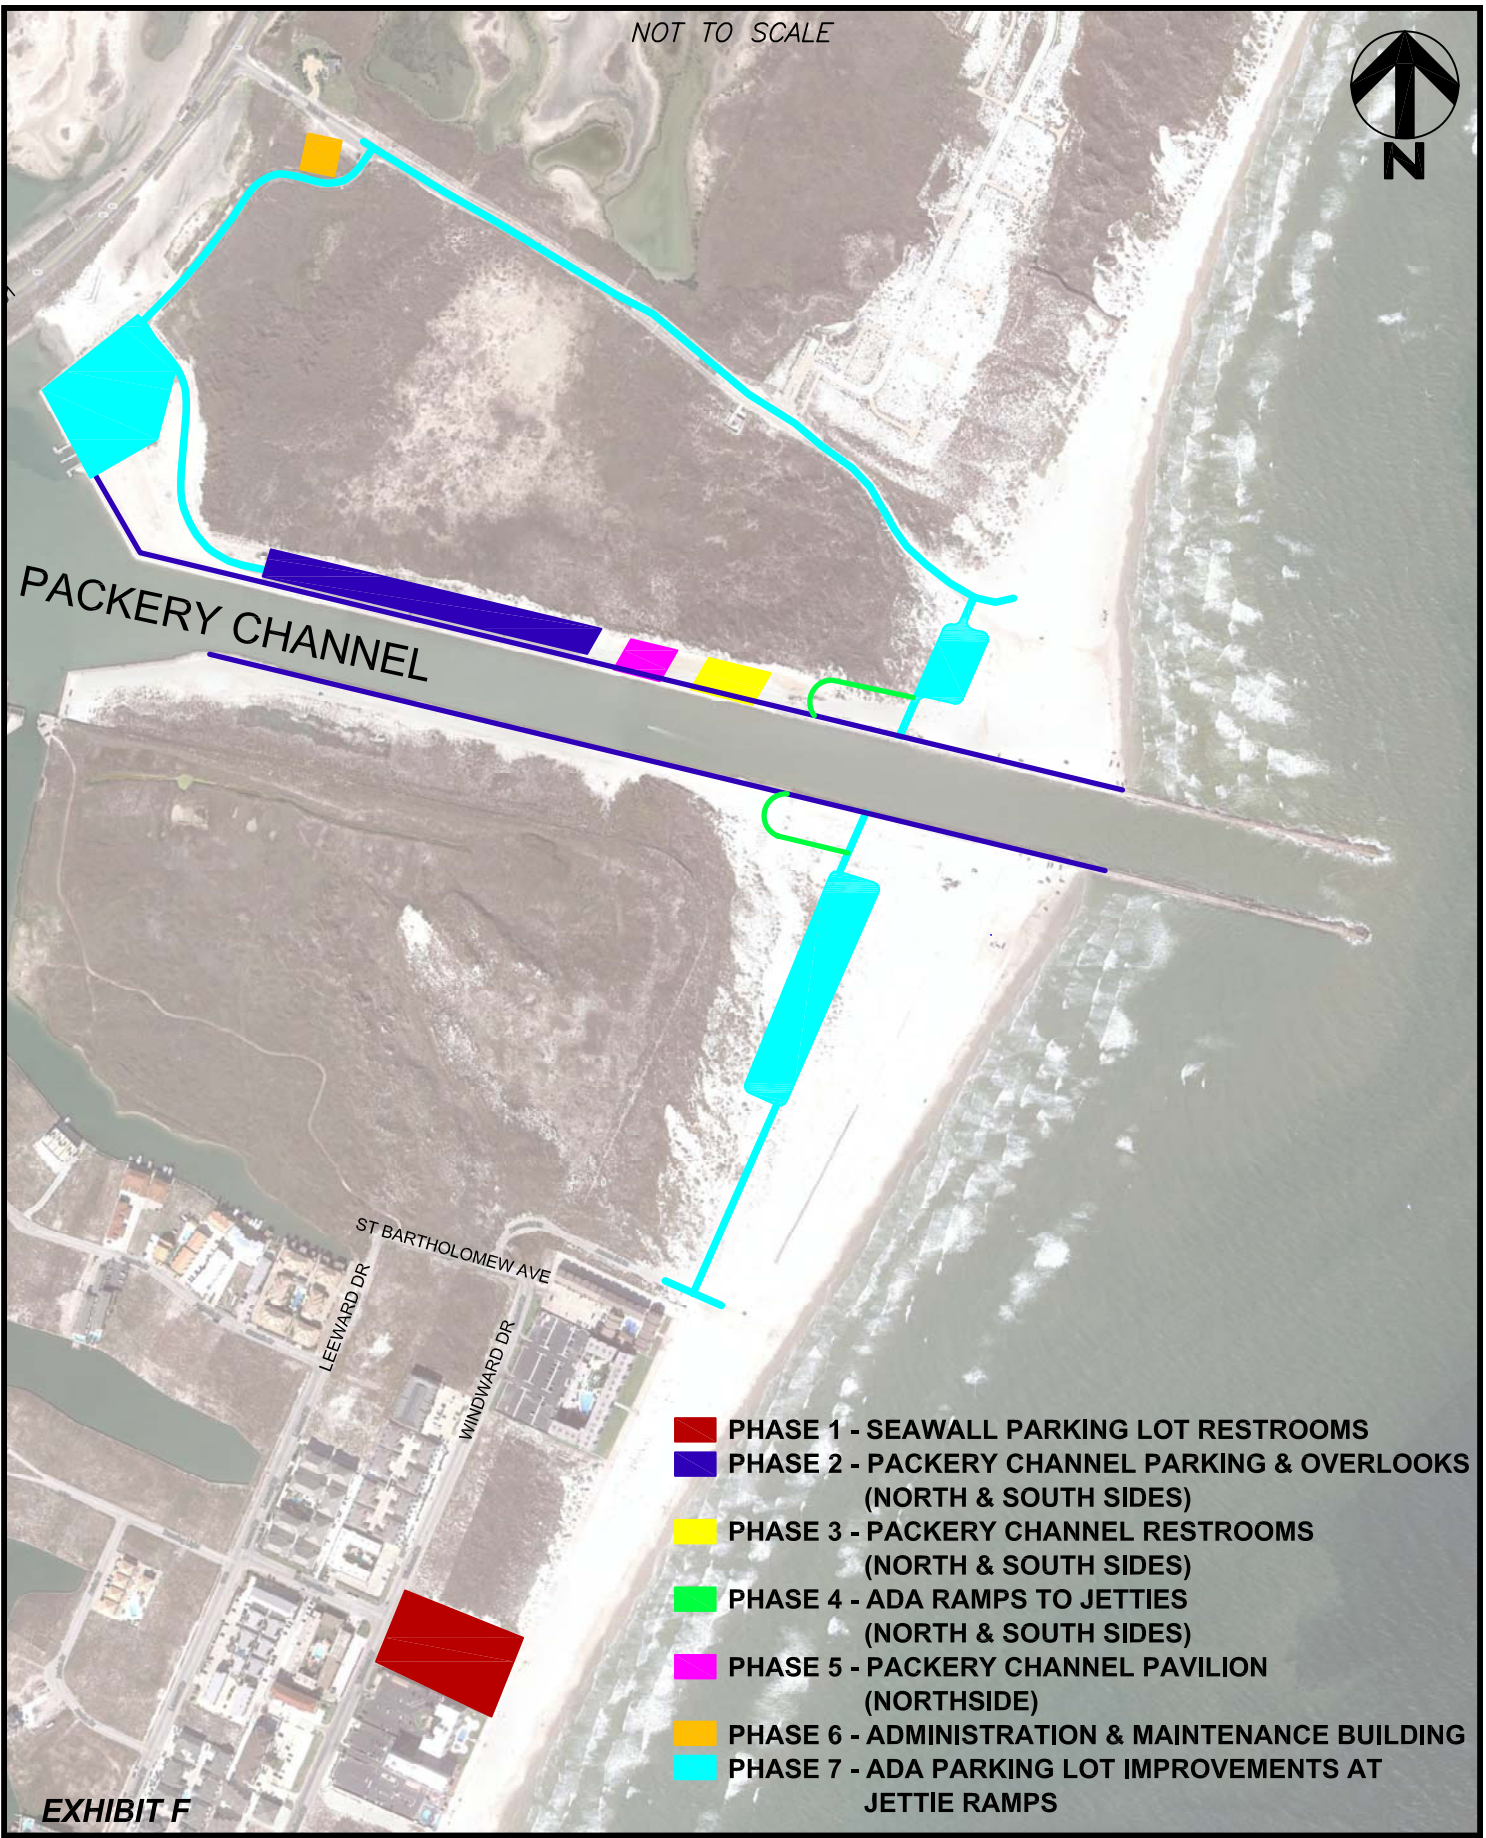 NOT TO SCALE
N
PACKERY CHANNEL
ST BARTHOLOMEW AVE
LEEWARD DR
WINDWARD DR
PHASE 1 - SEAWALL PARKING LOT RESTROOMS
PHASE 2 - PACKERY CHANNEL PARKING & OVERLOOKS
(NORTH & SOUTH SIDES)
PHASE 3 - PACKERY CHANNEL RESTROOMS
(NORTH & SOUTH SIDES)
PHASE 4 - ADA RAMPS TO JETTIES
(NORTH & SOUTH SIDES)
PHASE 5 - PACKERY CHANNEL PAVILION
(NORTHSIDE)
PHASE 6 - ADMINISTRATION & MAINTENANCE BUILDING
PHASE 7 - ADA PARKING LOT IMPROVEMENTS AT
JETTIE RAMPS
EXHIBIT F